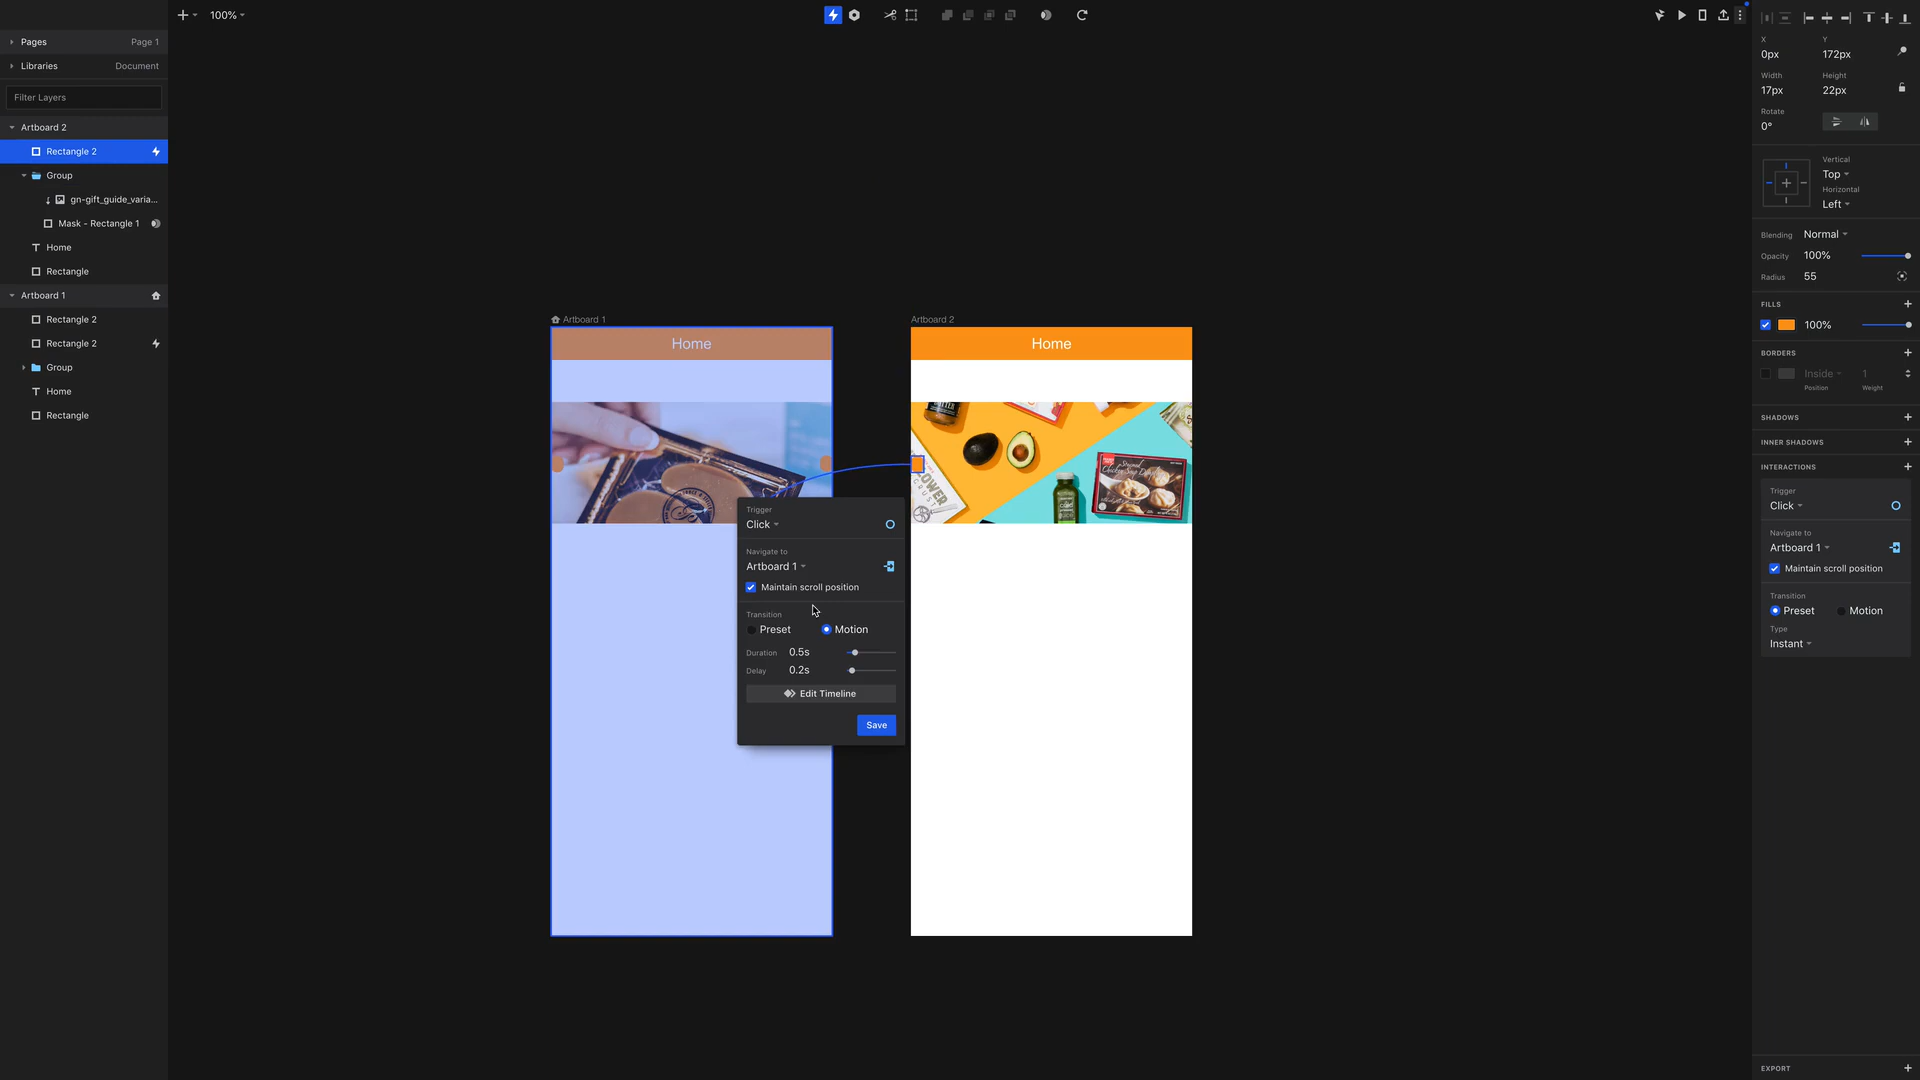 100%
Pages
Page 1
Libraries
Document
Filter Layers
Artboard 2
Rectangle 2
Group
gn-gift_guide_varia...
Mask - Rectangle 1
Home
Rectangle
Artboard 1
Rectangle 2
Rectangle 2
Group
Home
Rectangle
Artboard 1
Home
Artboard 2
Home
Trigger
Click
Navigate to
Artboard 1
Maintain scroll position
Transition
Preset
Motion
Duration 0.5s
Delay 0.2s
Edit Timeline
Save
X
Y
0px
172px
Width
Height
17px
22px
Rotate
0°
Vertical
Top
Horizontal
Left
Blending Normal
Opacity 100%
Radius 55
FILLS
100%
BORDERS
Inside
1
Position
Weight
SHADOWS
INNER SHADOWS
INTERACTIONS
Trigger
Click
Navigate to
Artboard 1
Maintain scroll position
Transition
Preset
Motion
Type
Instant
EXPORT